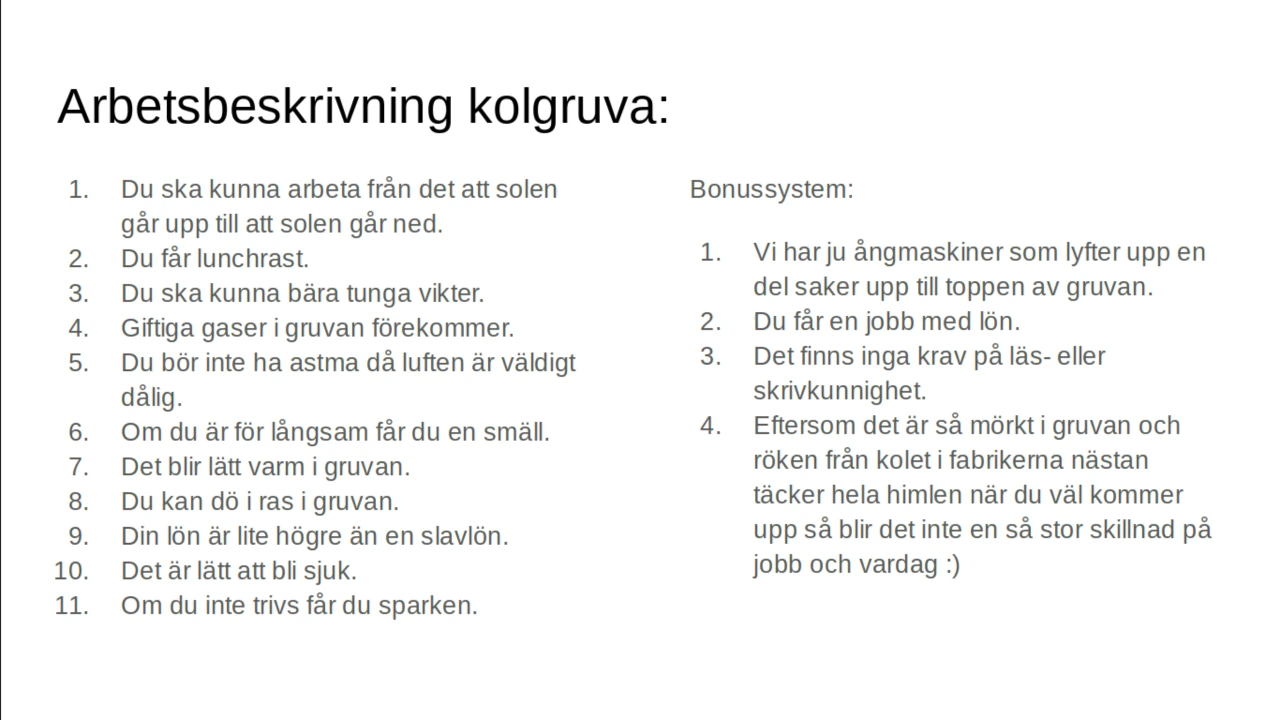 Arbetsbeskrivning kolgruva:
1. Du ska kunna arbeta från det att solen
går upp till att solen går ned.
2. Du får lunchrast.
3. Du ska kunna bära tunga vikter.
4. Giftiga gaser i gruvan förekommer.
5. Du bör inte ha astma då luften är väldigt
dålig.
6. Om du är för långsam får du en smäll.
7. Det blir lätt varm i gruvan.
8. Du kan dö i ras i gruvan.
9. Din lön är lite högre än en slavlön.
10. Det är lätt att bli sjuk.
11. Om du inte trivs får du sparken.
Bonussystem:
1. Vi har ju ångmaskiner som lyfter upp en
del saker upp till toppen av gruvan.
2. Du får en jobb med lön.
3. Det finns inga krav på läs- eller
skrivkunnighet.
4. Eftersom det är så mörkt i gruvan och
röken från kolet i fabrikerna nästan
täcker hela himlen när du väl kommer
upp så blir det inte en så stor skillnad på
jobb och vardag :)